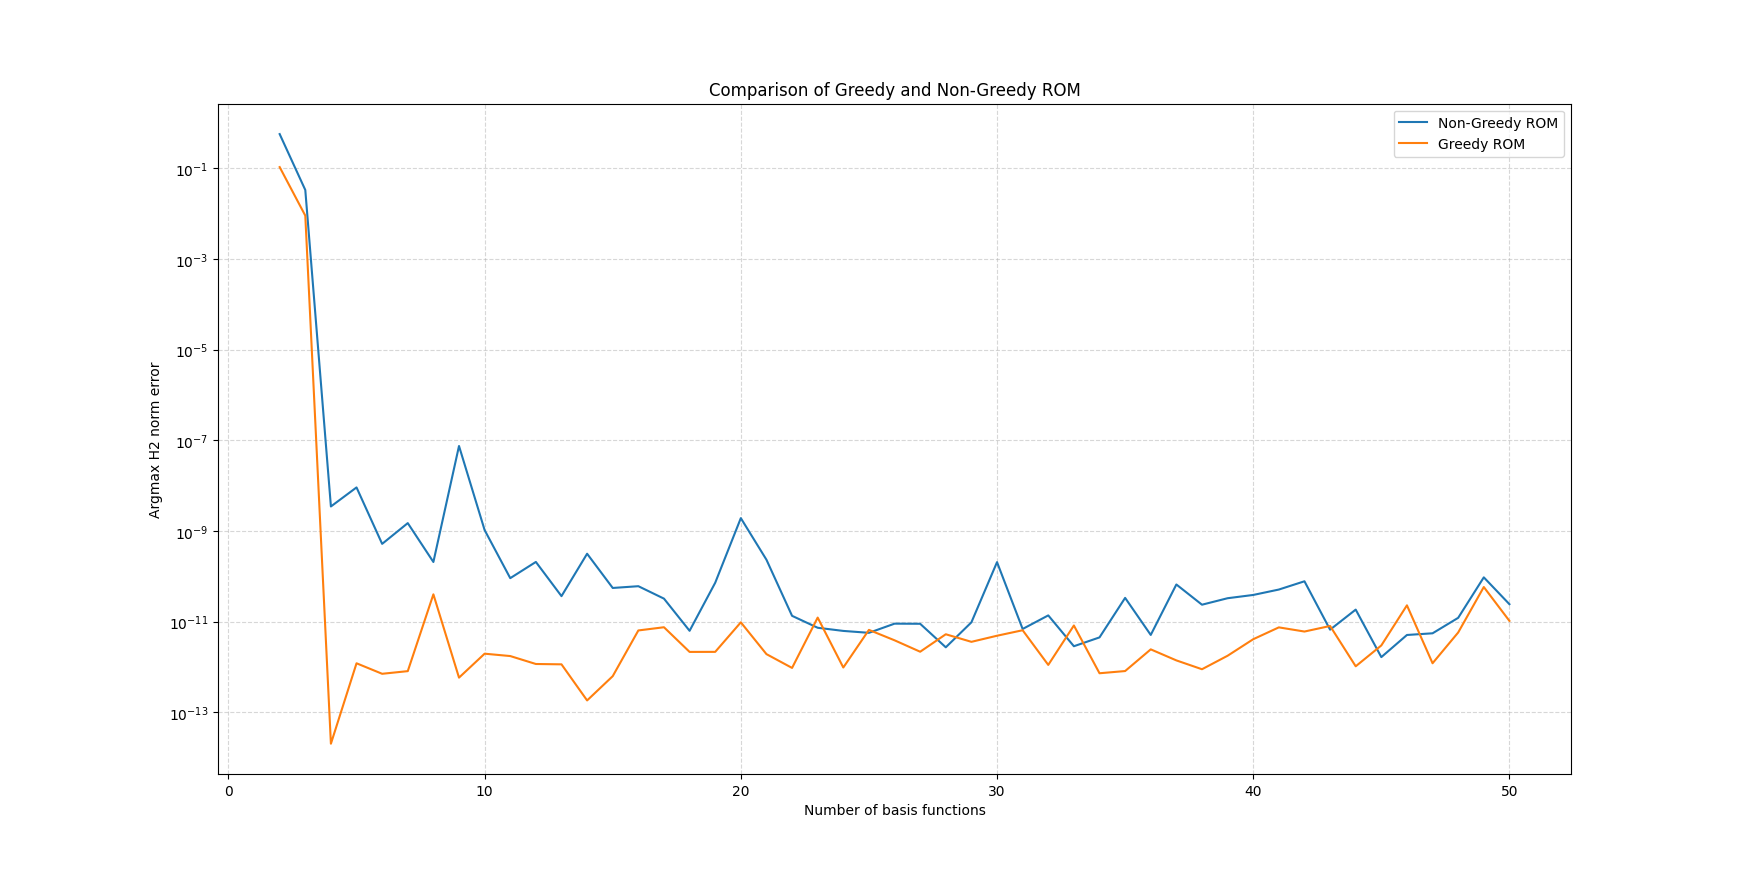 Comparison of Greedy and Non-Greedy ROM
Non-Greedy ROM
Greedy ROM
10⁻¹
10⁻³
10⁻⁵
10⁻⁷
10⁻⁹
10⁻¹¹
10⁻¹³
Argmax H2 norm error
0 10 20 30 40 50
Number of basis functions